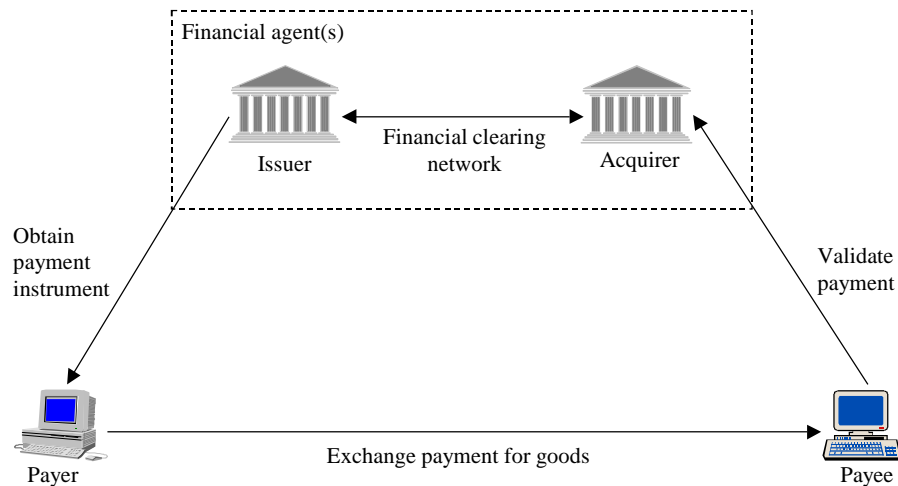 Financial agent(s)
Issuer
Financial clearing
network
Acquirer
Obtain
payment
instrument
Validate
payment
Payer
Exchange payment for goods
Payee